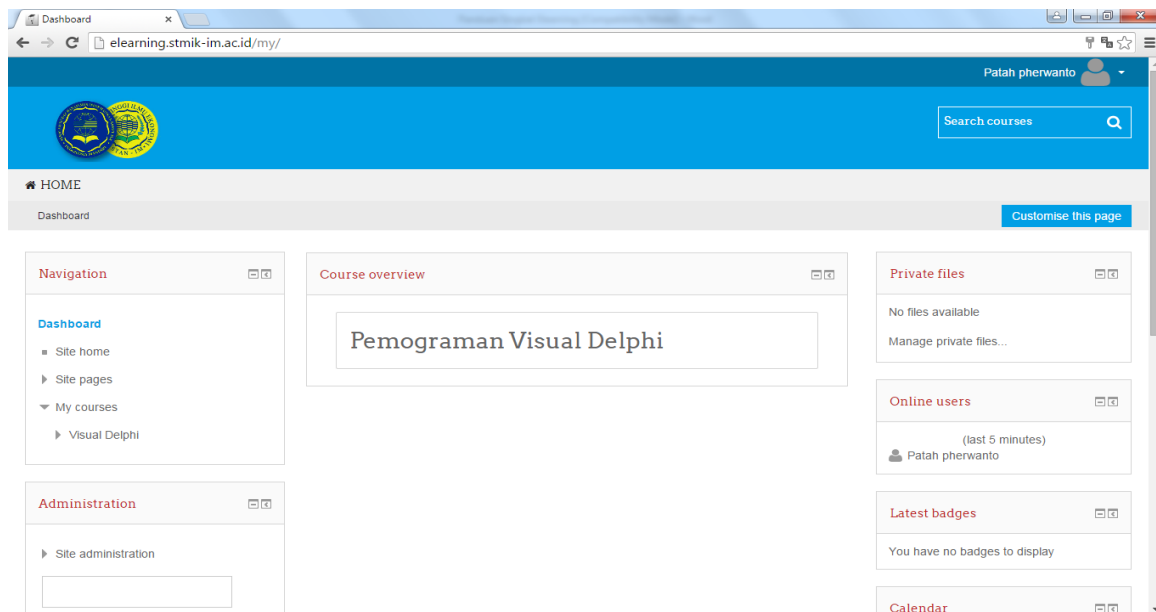 Dashboard
elearning.stmik-im.ac.id/my/
Patah pherwanto
Search courses
HOME
Dashboard
Customise this page
Navigation
Dashboard
Site home
Site pages
My courses
Visual Delphi
Administration
Site administration
Course overview
Pemograman Visual Delphi
Private files
No files available
Manage private files...
Online users
(last 5 minutes)
Patah pherwanto
Latest badges
You have no badges to display
Calendar